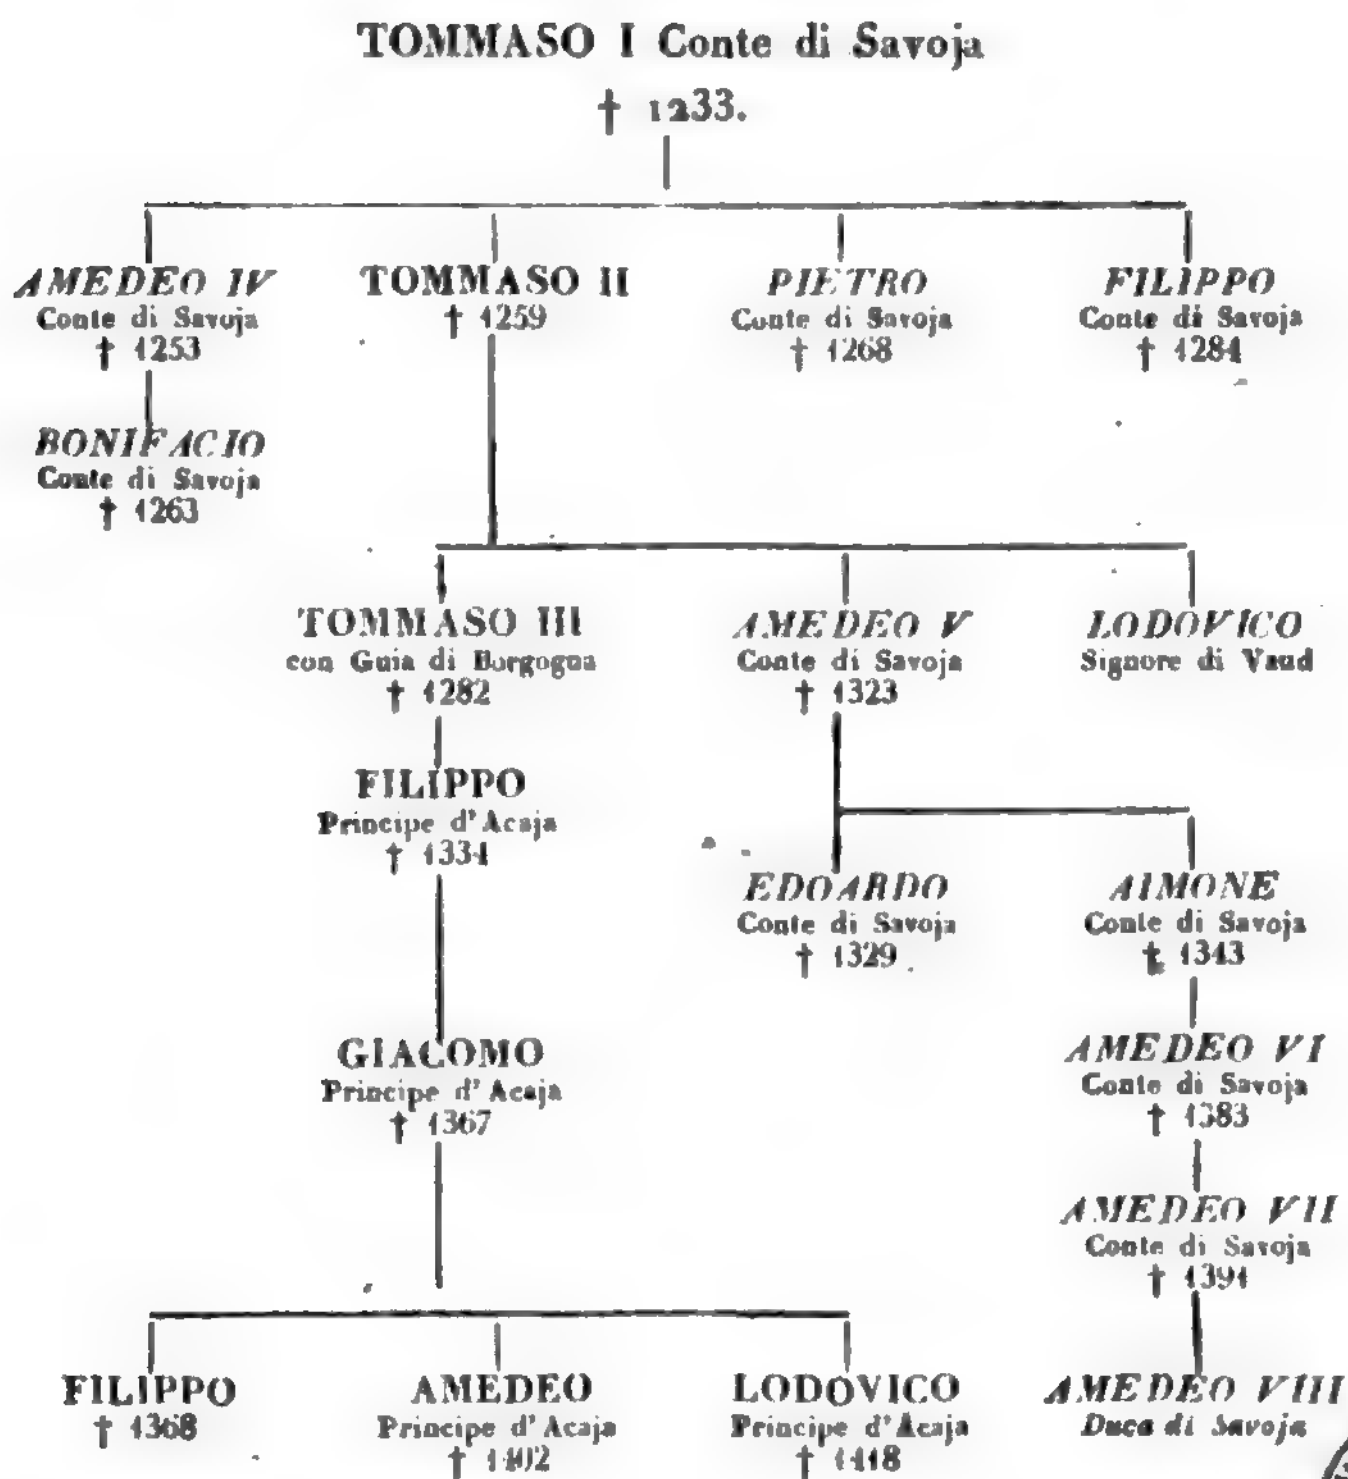 TOMMASO I Conte di Savoja
† 1233.
AMEDEO IV
Conte di Savoja
† 1253
TOMMASO II
† 1259
PIETRO
Conte di Savoja
† 1268
FILIPPO
Conte di Savoja
† 1284
BONIFACIO
Conte di Savoja
† 1263
TOMMASO III
con Guia di Borgogna
† 1282
AMEDEO V
Conte di Savoja
† 1323
LODOVICO
Signore di Vaud
FILIPPO
Principe d'Acaja
† 1334
EDOARDO
Conte di Savoja
† 1329
AIMONE
Conte di Savoja
† 1343
GIACOMO
Principe d'Acaja
† 1367
AMEDEO VI
Conte di Savoja
† 1383
AMEDEO VII
Conte di Savoja
† 1391
FILIPPO
† 1368
AMEDEO
Principe d'Acaja
† 1402
LODOVICO
Principe d'Acaja
† 1418
AMEDEO VIII
Duca di Savoja